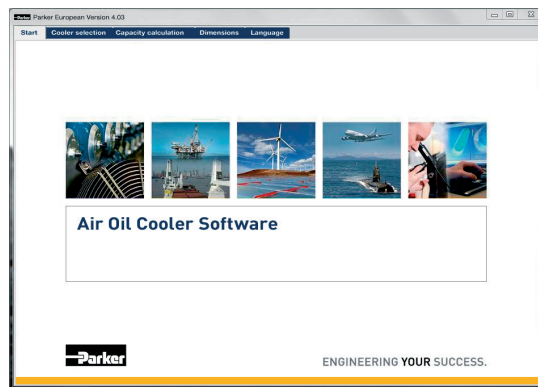 Parker Parker European Version 4.03
Start Cooler selection Capacity calculation Dimensions Language
Air Oil Cooler Software
Parker
ENGINEERING YOUR SUCCESS.